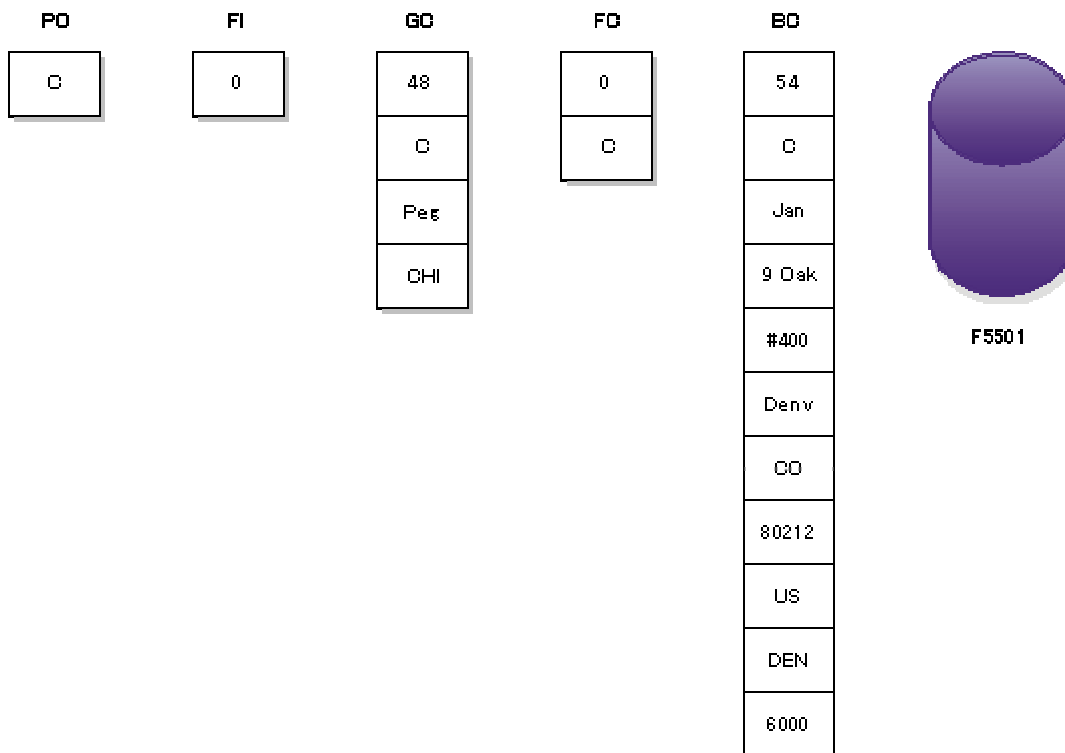 PO
FI
GC
FC
BC
C
0
48
C
Peg
CHI
0
C
54
C
Jan
9 Oak
#400
Denv
CO
80212
US
DEN
6000
F5501